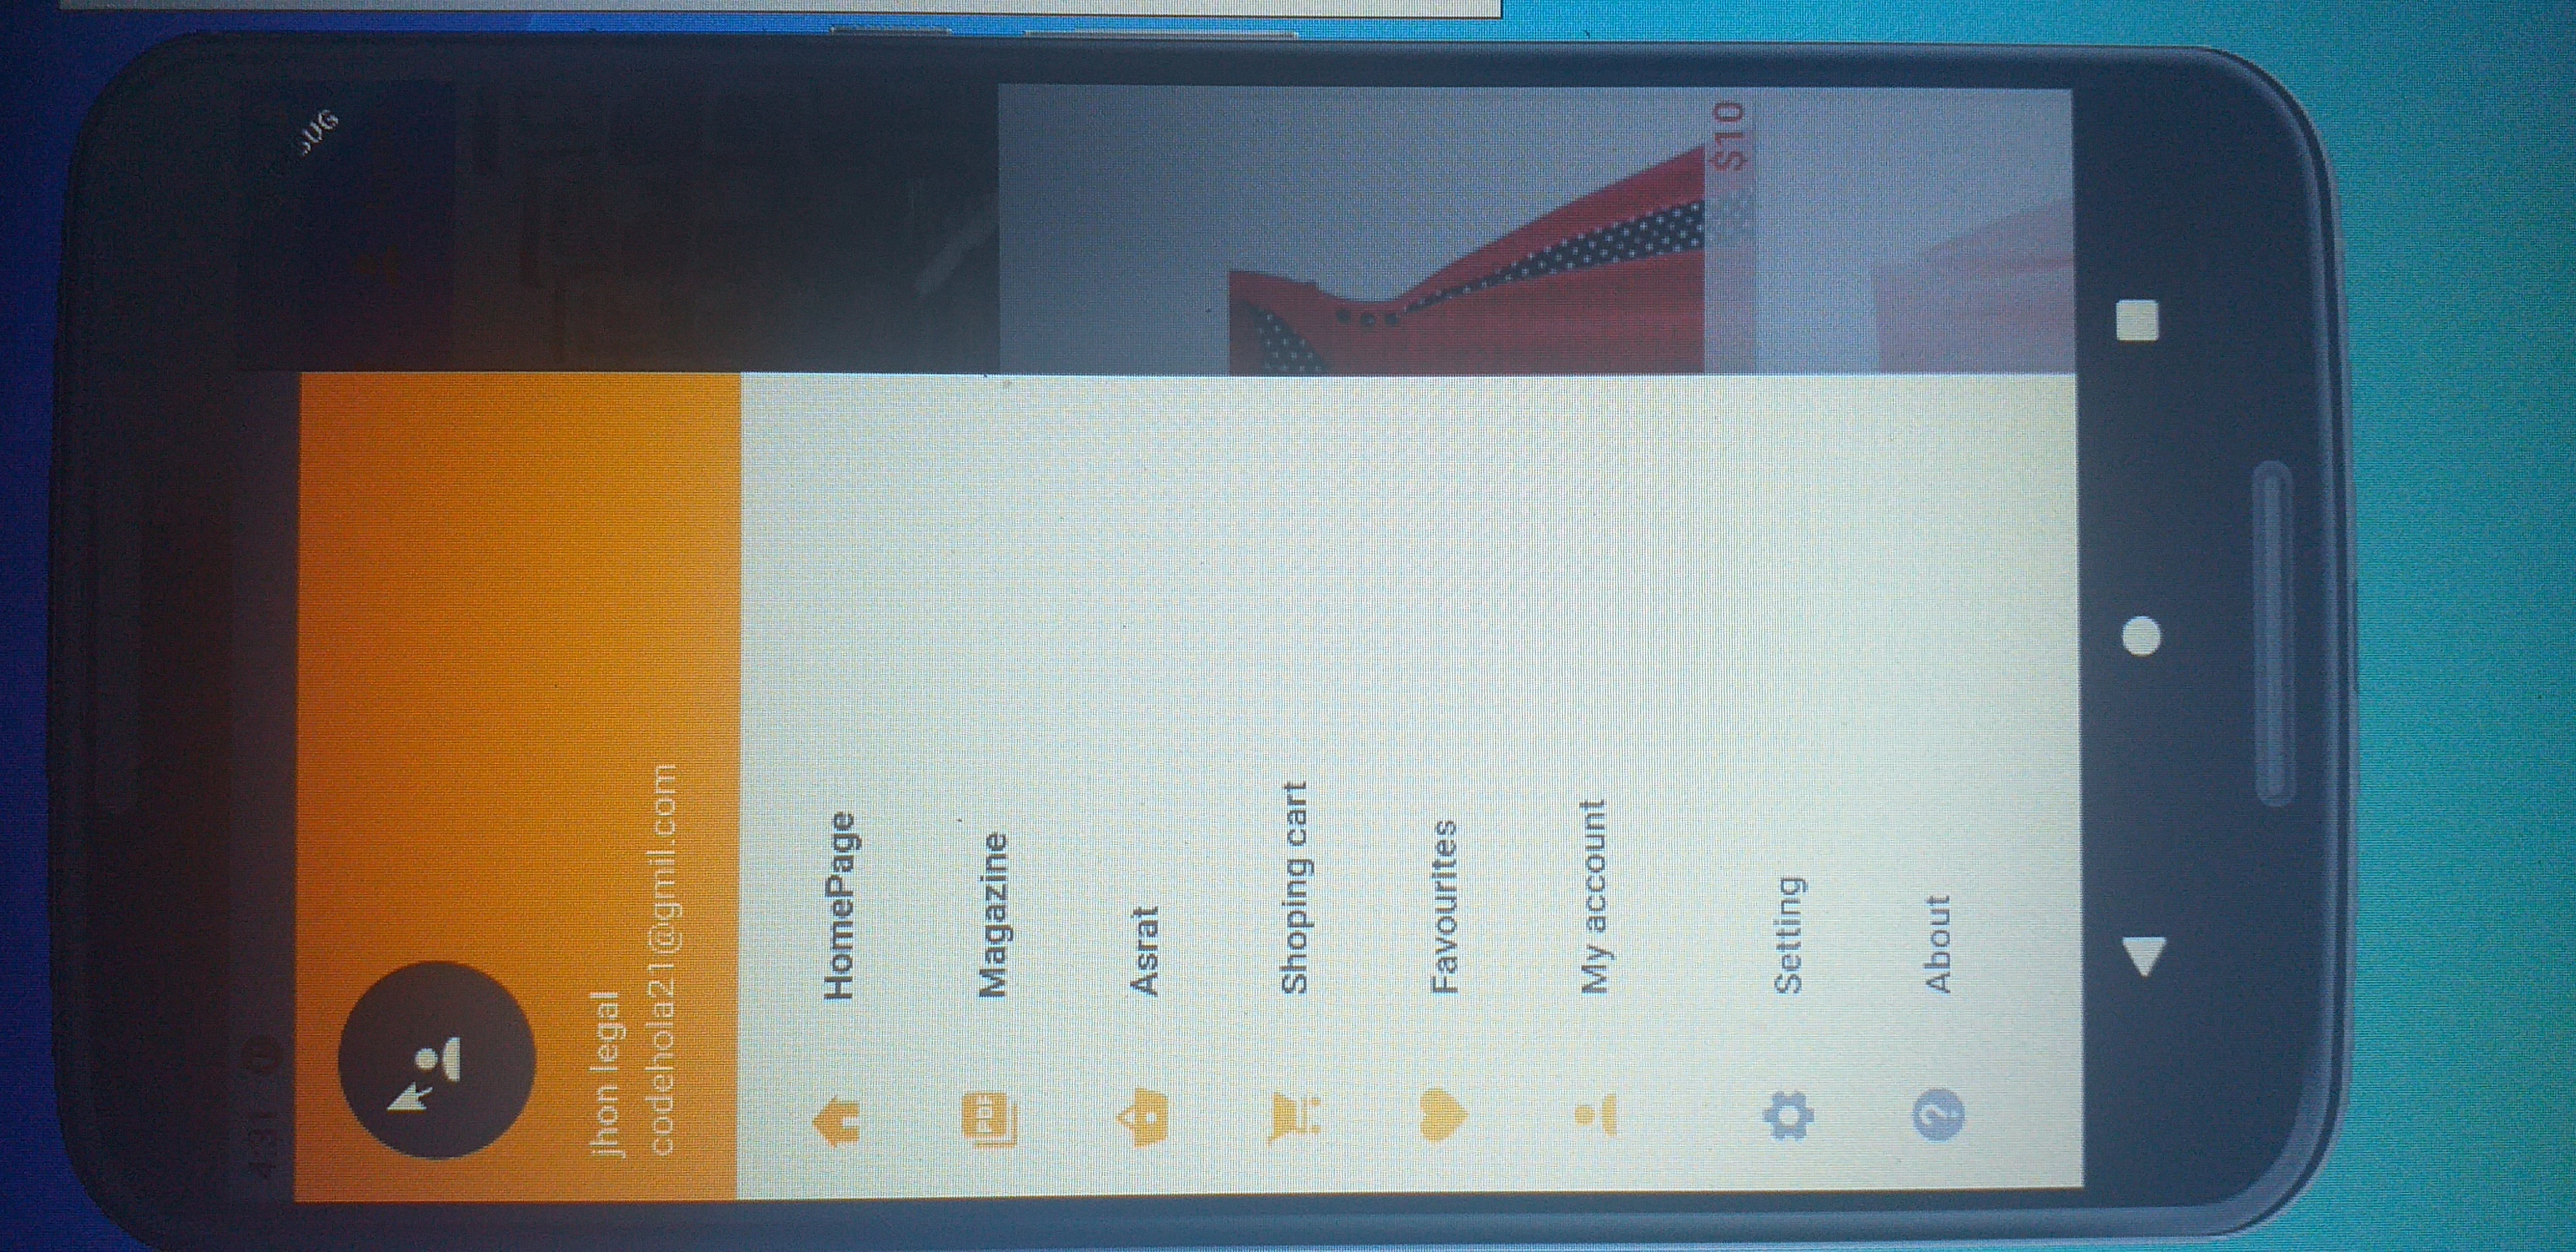 4:31
jhon legal
codehola21@gmil.com
HomePage
PDF
Magazine
Asrat
Shoping cart
Favourites
My account
$10
Setting
About